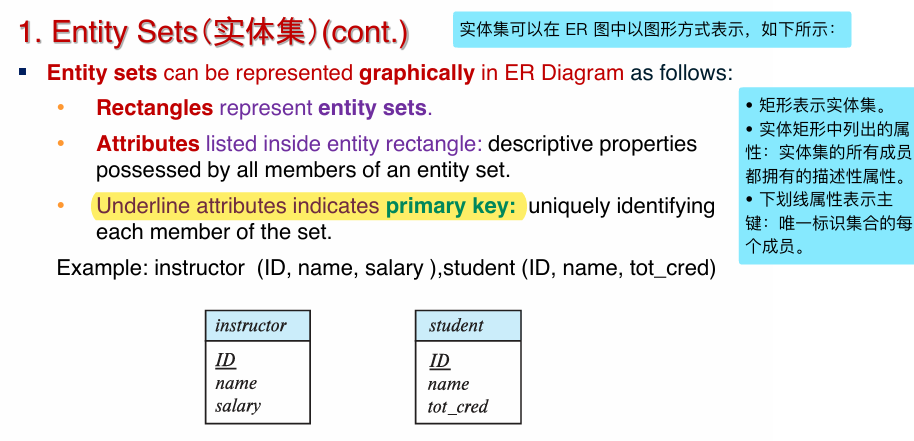 1. Entity Sets(实体集)(cont.)
实体集可以在 ER 图中以图形方式表示，如下所示：
▪ Entity sets can be represented graphically in ER Diagram as follows:
• Rectangles represent entity sets.
• Attributes listed inside entity rectangle: descriptive properties
possessed by all members of an entity set.
• Underline attributes indicates primary key: uniquely identifying
each member of the set.
Example: instructor (ID, name, salary ),student (ID, name, tot_cred)
• 矩形表示实体集。
• 实体矩形中列出的属
性：实体集的所有成员
都拥有的描述性属性。
• 下划线属性表示主
键：唯一标识集合的每
个成员。
instructor
ID
name
salary
student
ID
name
tot_cred